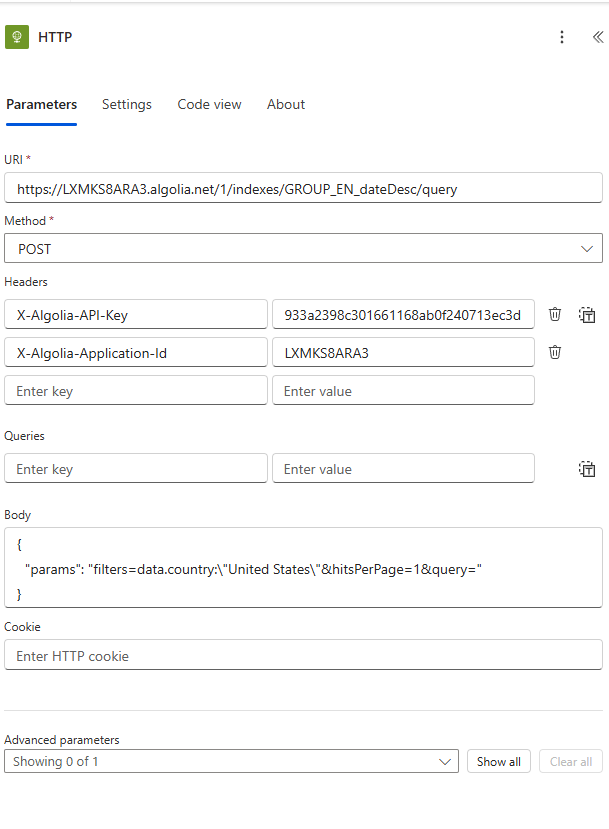 HTTP
Parameters Settings Code view About
URI *
https://LXMKS8ARA3.algolia.net/1/indexes/GROUP_EN_dateDesc/query
Method *
POST
Headers
X-Algolia-API-Key 933a2398c301661168ab0f240713ec3d
X-Algolia-Application-Id LXMKS8ARA3
Enter key Enter value
Queries
Enter key Enter value
Body
{
"params": "filters=data.country:\"United States\"&hitsPerPage=1&query="
}
Cookie
Enter HTTP cookie
Advanced parameters
Showing 0 of 1 Show all Clear all